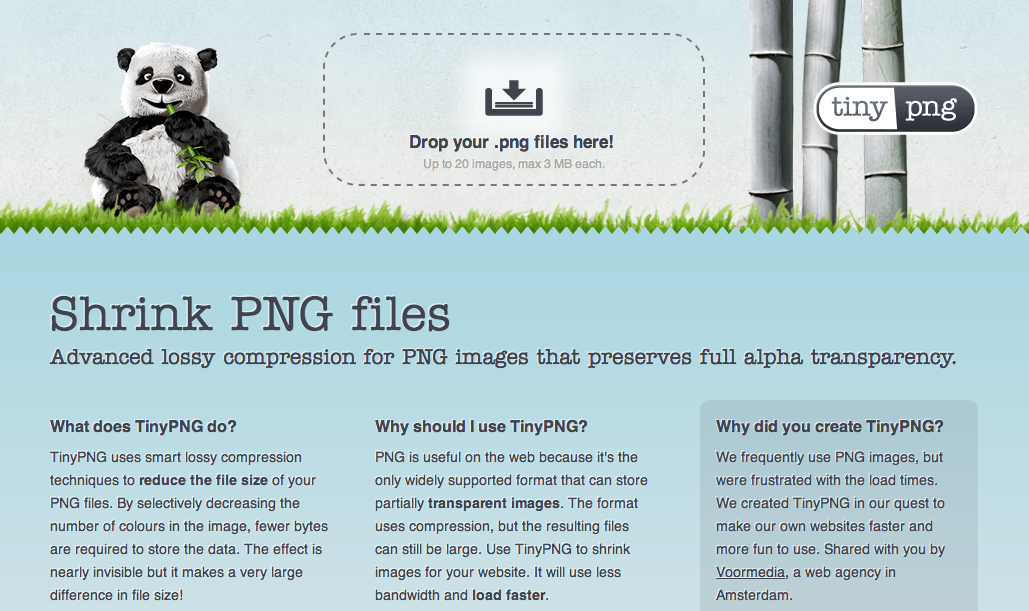 tiny png
Drop your .png files here!
Up to 20 images, max 3 MB each.
Shrink PNG files
Advanced lossy compression for PNG images that preserves full alpha transparency.
What does TinyPNG do?
TinyPNG uses smart lossy compression
techniques to reduce the file size of your
PNG files. By selectively decreasing the
number of colours in the image, fewer bytes
are required to store the data. The effect is
nearly invisible but it makes a very large
difference in file size!
Why should I use TinyPNG?
PNG is useful on the web because it's the
only widely supported format that can store
partially transparent images. The format
uses compression, but the resulting files
can still be large. Use TinyPNG to shrink
images for your website. It will use less
bandwidth and load faster.
Why did you create TinyPNG?
We frequently use PNG images, but
were frustrated with the load times.
We created TinyPNG in our quest to
make our own websites faster and
more fun to use. Shared with you by
Voormedia, a web agency in
Amsterdam.